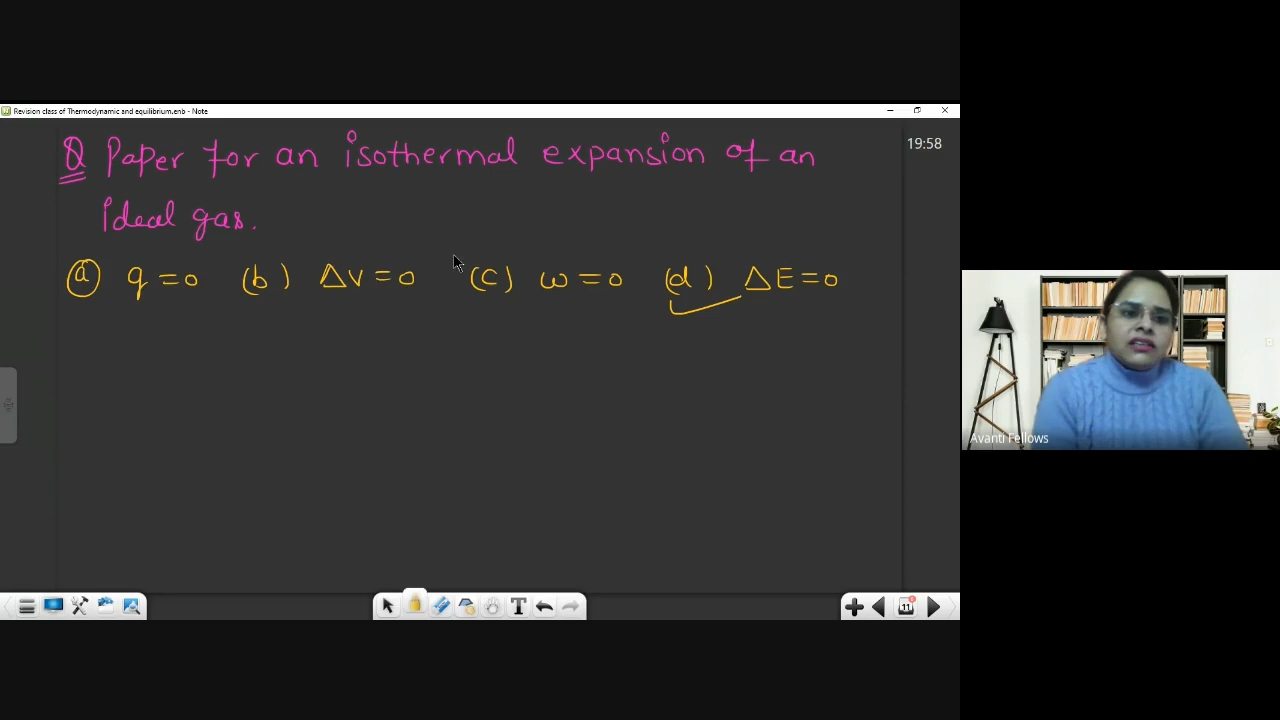 Revision class of Thermodynamic and equilibrium.enb - Note
19:58
Q Paper for an isothermal expansion of an
Ideal gas.
(a) q = 0 (b) ΔV = 0 (c) w = 0 (d) ΔE = 0
Avanti Fellows
T
11